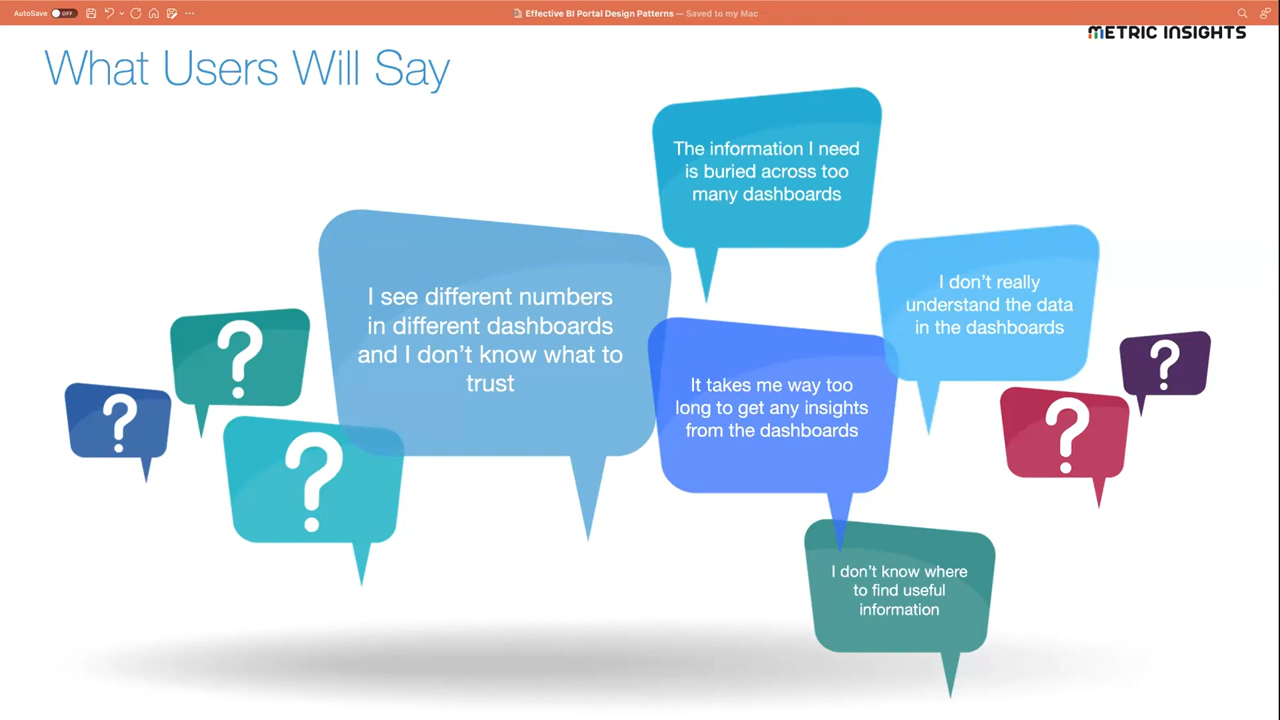 AutoSave OFF
Effective BI Portal Design Patterns — Saved to my Mac
METRIC INSIGHTS
What Users Will Say
The information I need
is buried across too
many dashboards
I see different numbers
in different dashboards
and I don't know what to
trust
I don't really
understand the data
in the dashboards
It takes me way too
long to get any insights
from the dashboards
?
?
?
?
?
I don't know where
to find useful
information